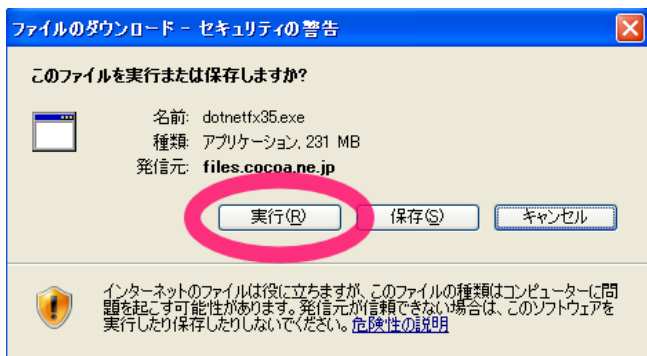 ファイルのダウンロード - セキュリティの警告
このファイルを実行または保存しますか?
名前: dotnetfx35.exe
種類: アプリケーション, 231 MB
発信元: files.cocoa.ne.jp
実行(R) 保存(S) キャンセル
インターネットのファイルは役に立ちますが、このファイルの種類はコンピューターに問
題を起こす可能性があります。発信元が信頼できない場合は、このソフトウェアを
実行したり保存したりしないでください。危険性の説明